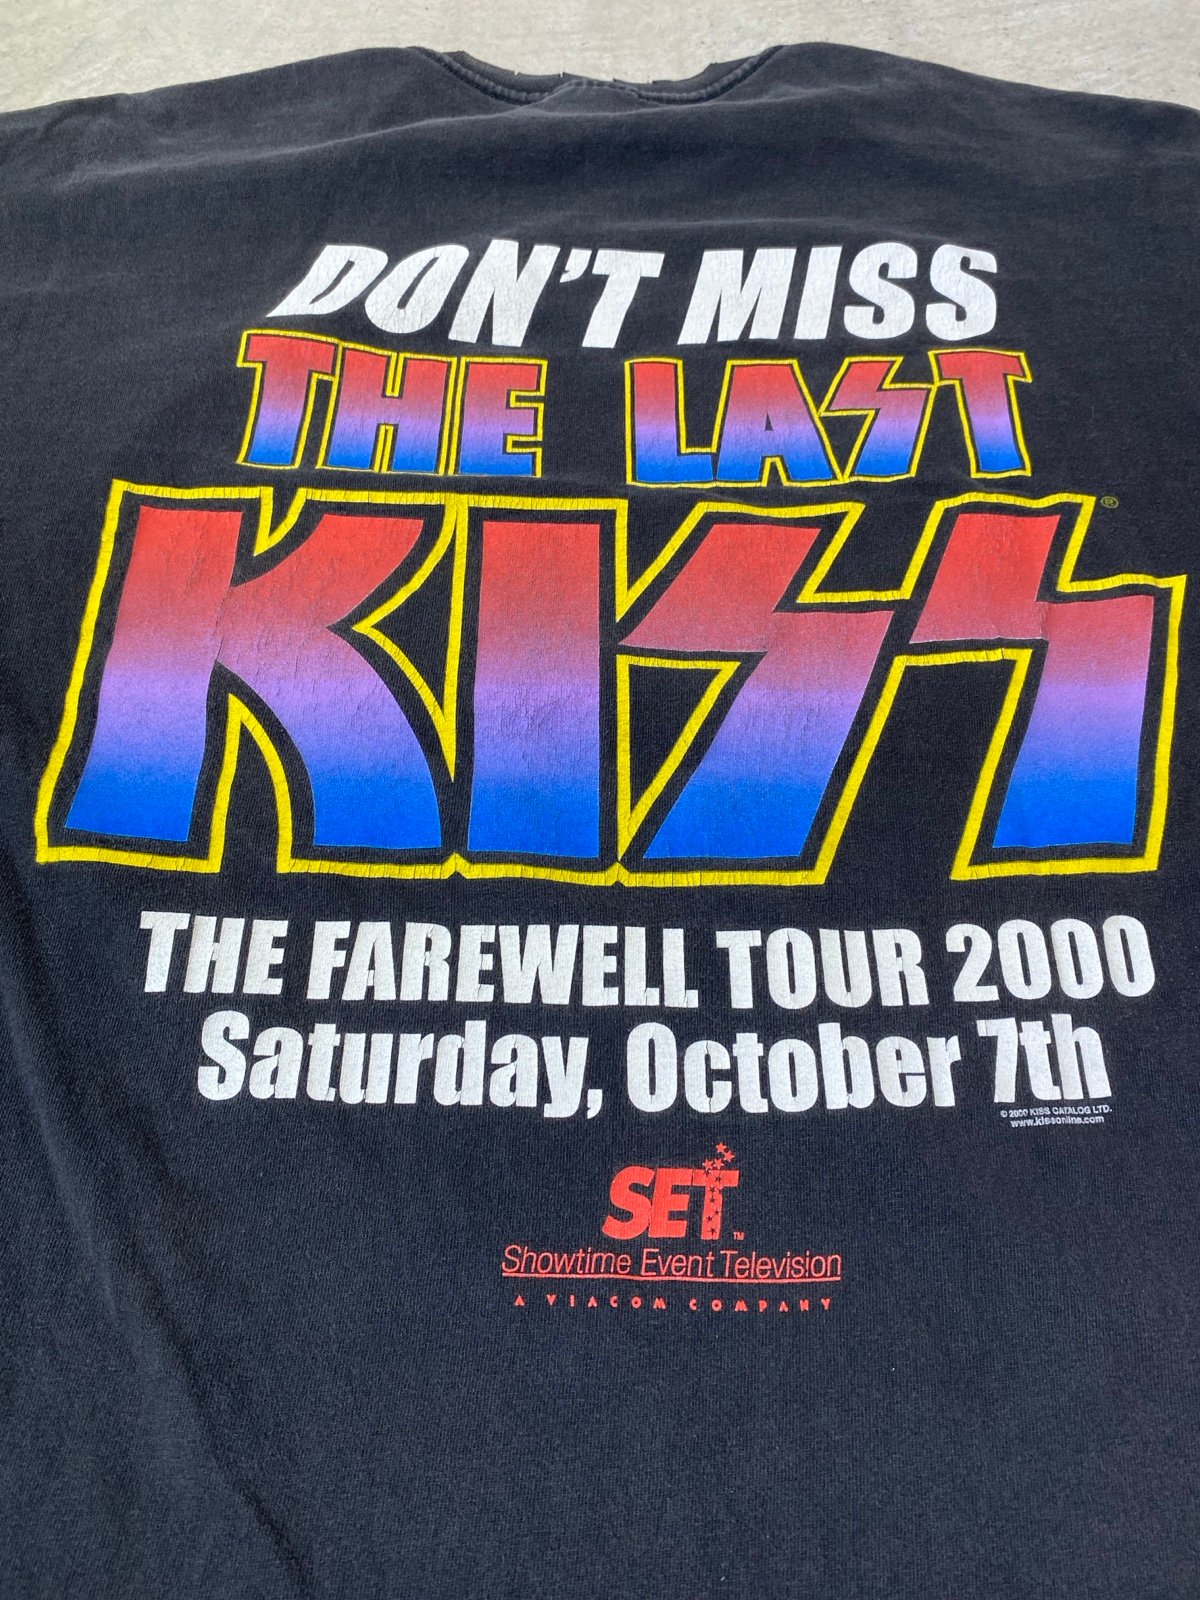 DON'T MISS
THE LAST
KISS®
THE FAREWELL TOUR 2000
Saturday, October 7th
© 2000 KISS CATALOG LTD.
www.kissonline.com
SET™
Showtime Event Television
A VIACOM COMPANY